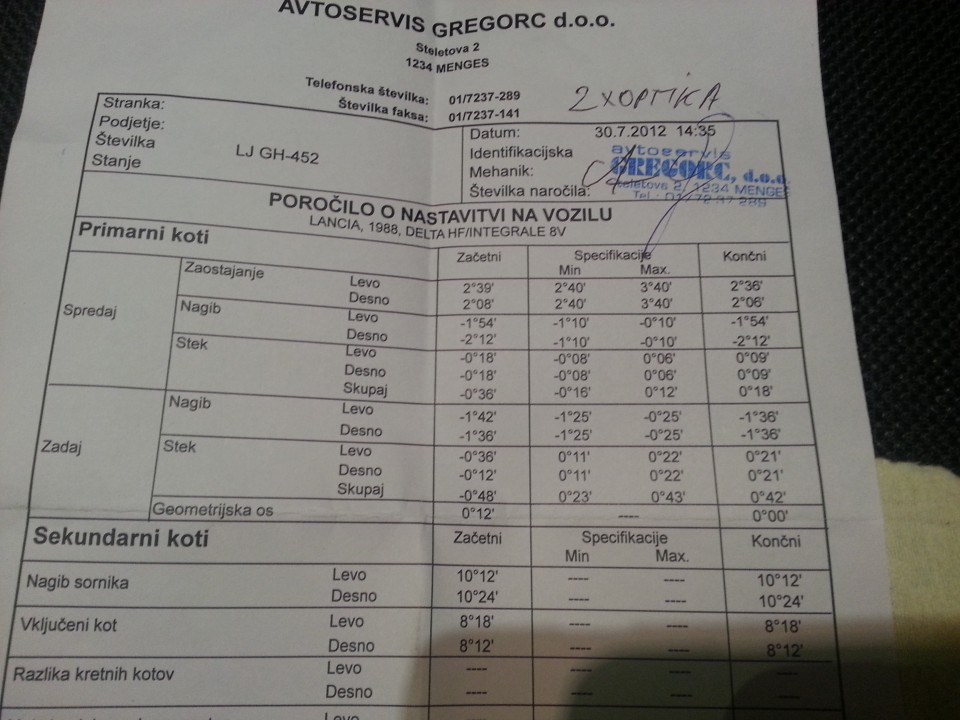 AVTOSERVIS GREGORC d.o.o.
Steletova 2
1234 MENGES
Telefonska številka: 01/7237-289
Številka faksa: 01/7237-141
2 X OPTIKA
Stranka:
Podjetje:
Številka LJ GH-452
Stanje
Datum: 30.7.2012 14:35
Identifikacijska
Mehanik:
Številka naročila:
avtoservis
GREGORC, d.o.o.
Steletova 2, 1234 MENGEŠ
Tel.: 01/72 37 289
POROČILO O NASTAVITVI NA VOZILU
LANCIA, 1988, DELTA HF/INTEGRALE 8V
Primarni koti Začetni Specifikacije Končni
Min Max.
Spredaj Zaostajanje Levo 2°39' 2°40' 3°40' 2°36'
Desno 2°08' 2°40' 3°40' 2°06'
Nagib Levo -1°54' -1°10' -0°10' -1°54'
Desno -2°12' -1°10' -0°10' -2°12'
Stek Levo -0°18' -0°08' 0°06' 0°09'
Desno -0°18' -0°08' 0°06' 0°09'
Skupaj -0°36' -0°16' 0°12' 0°18'
Zadaj Nagib Levo -1°42' -1°25' -0°25' -1°36'
Desno -1°36' -1°25' -0°25' -1°36'
Stek Levo -0°36' 0°11' 0°22' 0°21'
Desno -0°12' 0°11' 0°22' 0°21'
Skupaj -0°48' 0°23' 0°43' 0°42'
Geometrijska os 0°12' ---- 0°00'
Sekundarni koti Začetni Specifikacije Končni
Min Max.
Nagib sornika Levo 10°12' ---- ---- 10°12'
Desno 10°24' ---- ---- 10°24'
Vključeni kot Levo 8°18' ---- ---- 8°18'
Desno 8°12' ---- ---- 8°12'
Razlika kretnih kotov Levo ---- ---- ---- ----
Desno ---- ---- ---- ----
Levo